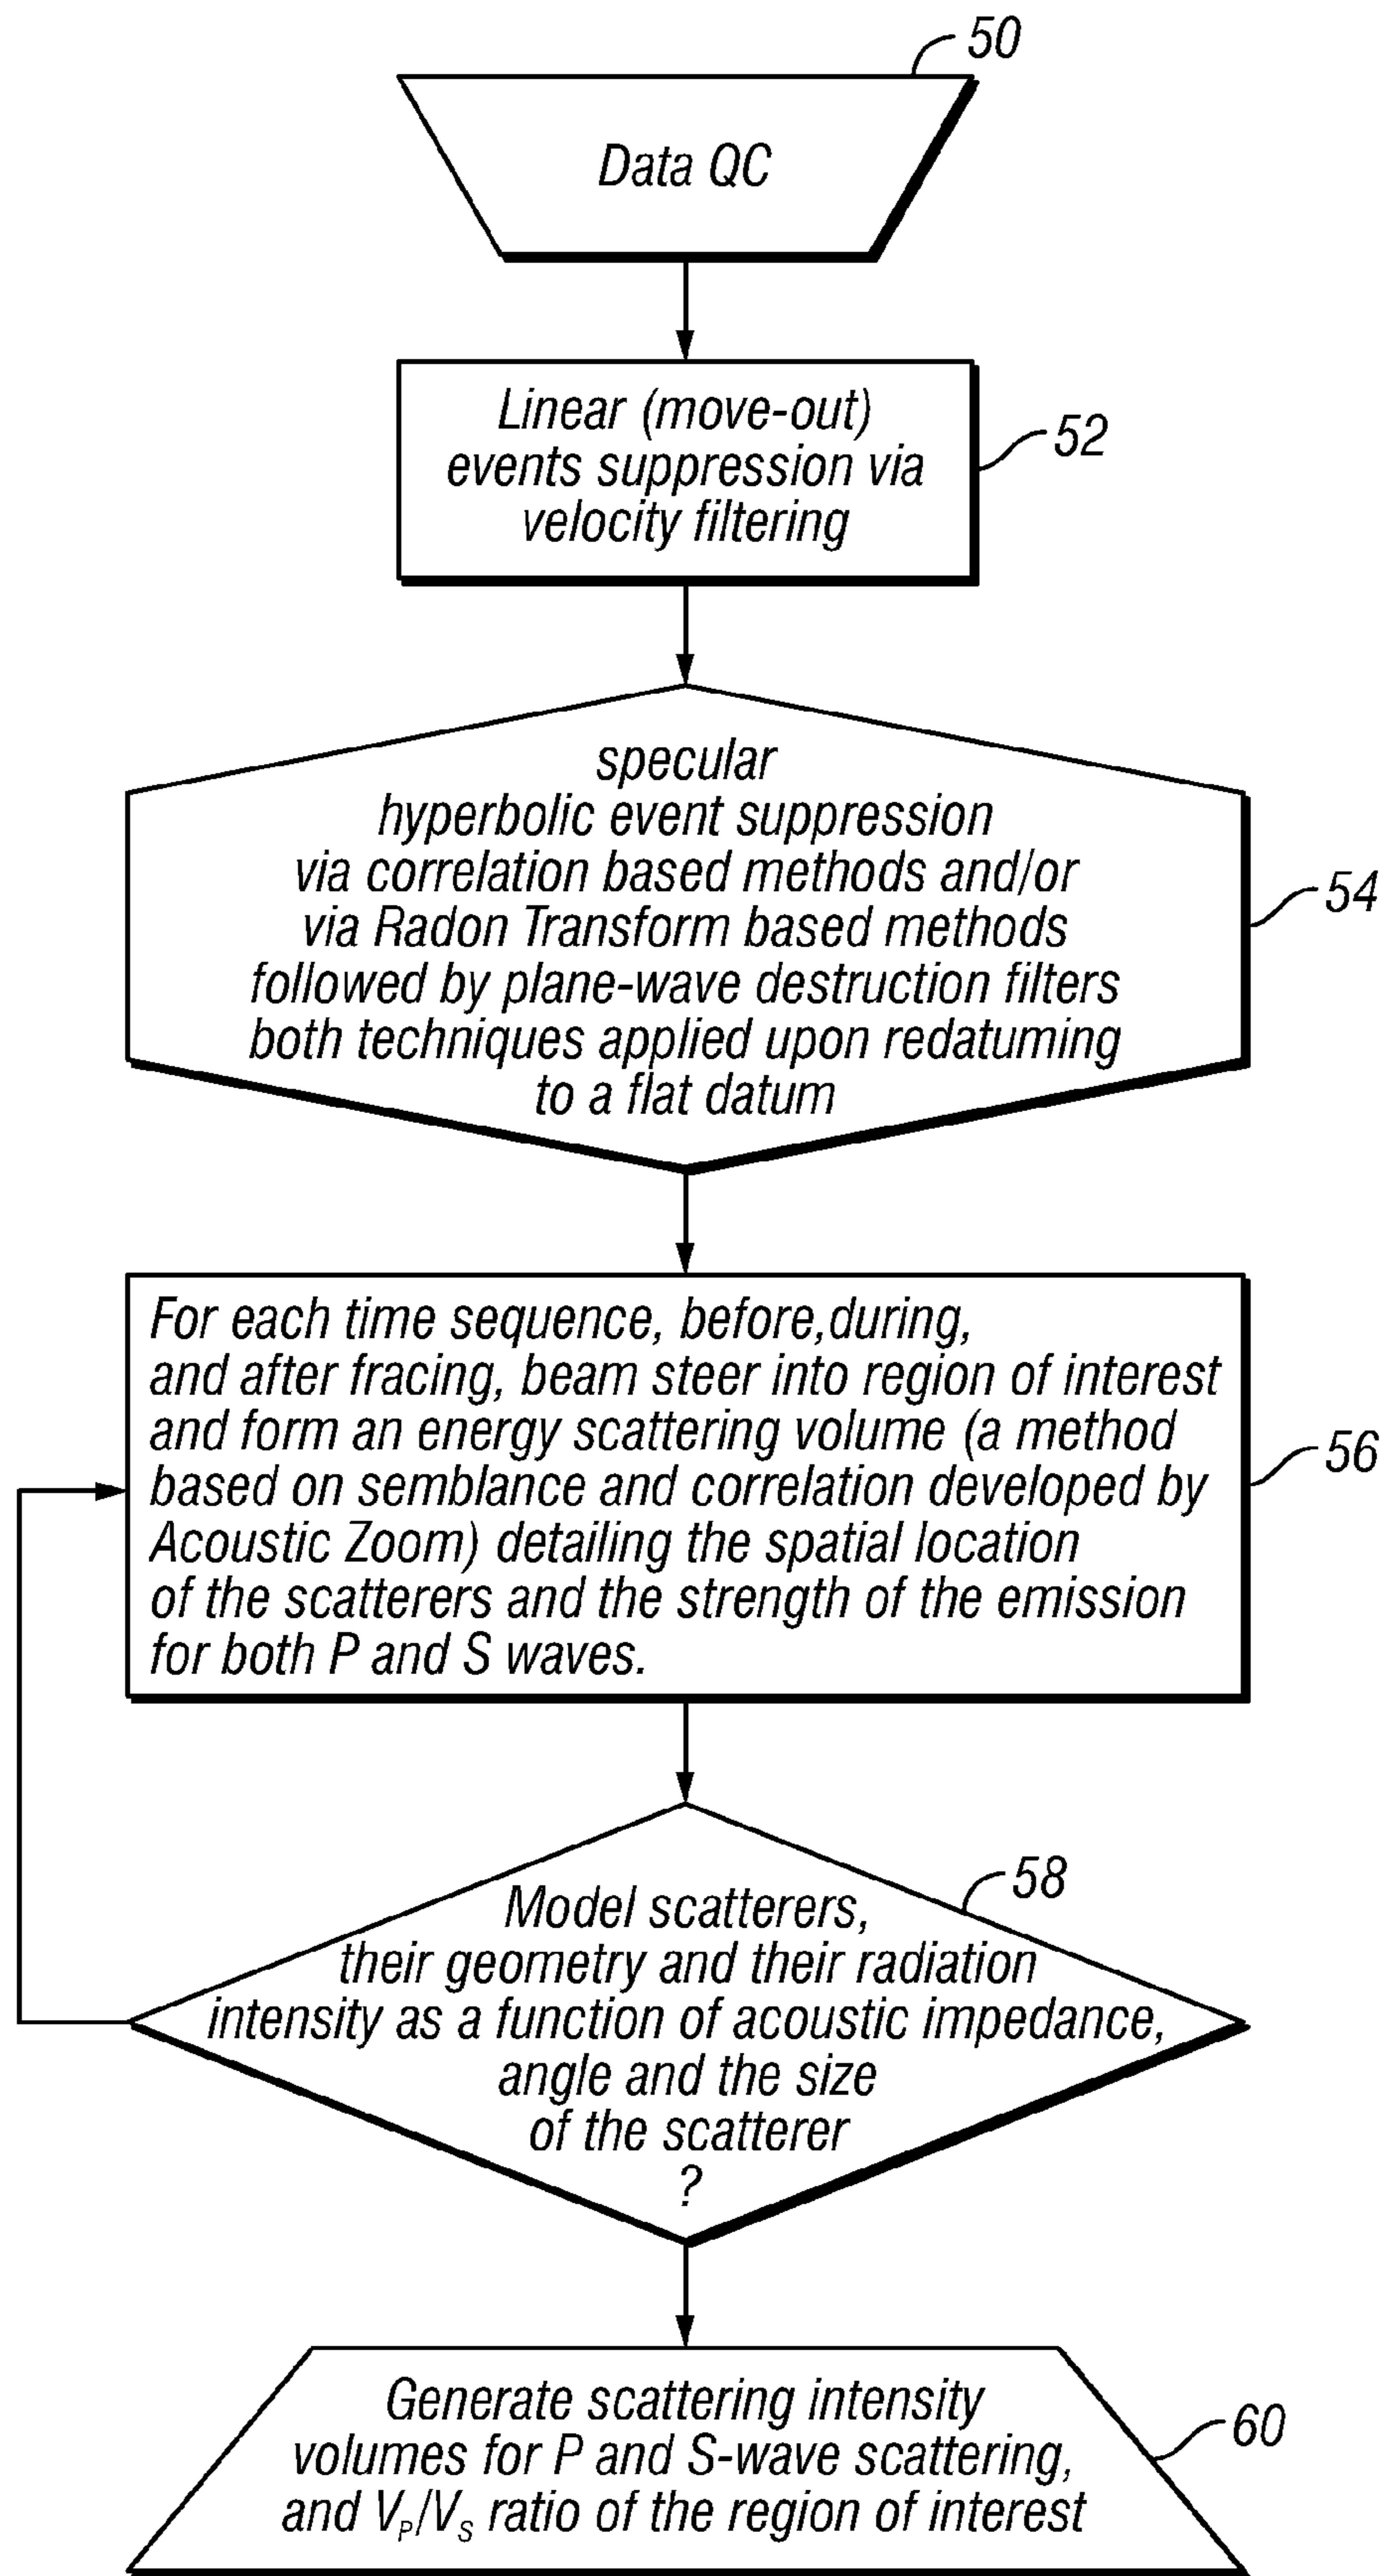 50
Data QC
Linear (move-out)
events suppression via
velocity filtering
52
specular
hyperbolic event suppression
via correlation based methods and/or
via Radon Transform based methods
followed by plane-wave destruction filters
both techniques applied upon redatuming
to a flat datum
54
For each time sequence, before,during,
and after fracing, beam steer into region of interest
and form an energy scattering volume (a method
based on semblance and correlation developed by
Acoustic Zoom) detailing the spatial location
of the scatterers and the strength of the emission
for both P and S waves.
56
58
Model scatterers,
their geometry and their radiation
intensity as a function of acoustic impedance,
angle and the size
of the scatterer
?
Generate scattering intensity
volumes for P and S-wave scattering,
and VP/VS ratio of the region of interest
60